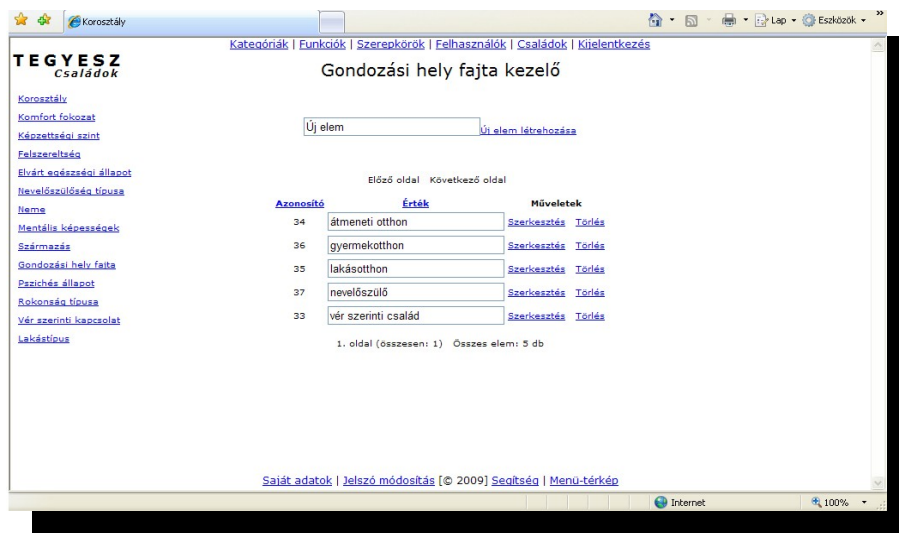 Korosztály
Lap
Eszközök
»
Kategóriák | Funkciók | Szerepkörök | Felhasználók | Családok | Kijelentkezés
TEGYESZ
Családok
Gondozási hely fajta kezelő
Korosztály
Komfort fokozat
Képzettségi szint
Felszereltség
Elvárt egészségi állapot
Nevelőszülőség típusa
Neme
Mentális képességek
Származás
Gondozási hely fajta
Pszichés állapot
Rokonság típusa
Vér szerinti kapcsolat
Lakástípus
Új elem Új elem létrehozása
Előző oldal Következő oldal
Azonosító Érték Műveletek
34 átmeneti otthon Szerkesztés Törlés
36 gyermekotthon Szerkesztés Törlés
35 lakásotthon Szerkesztés Törlés
37 nevelőszülő Szerkesztés Törlés
33 vér szerinti család Szerkesztés Törlés
1. oldal (összesen: 1) Összes elem: 5 db
Saját adatok | Jelszó módosítás [© 2009] Segítség | Menü-térkép
Internet 100%